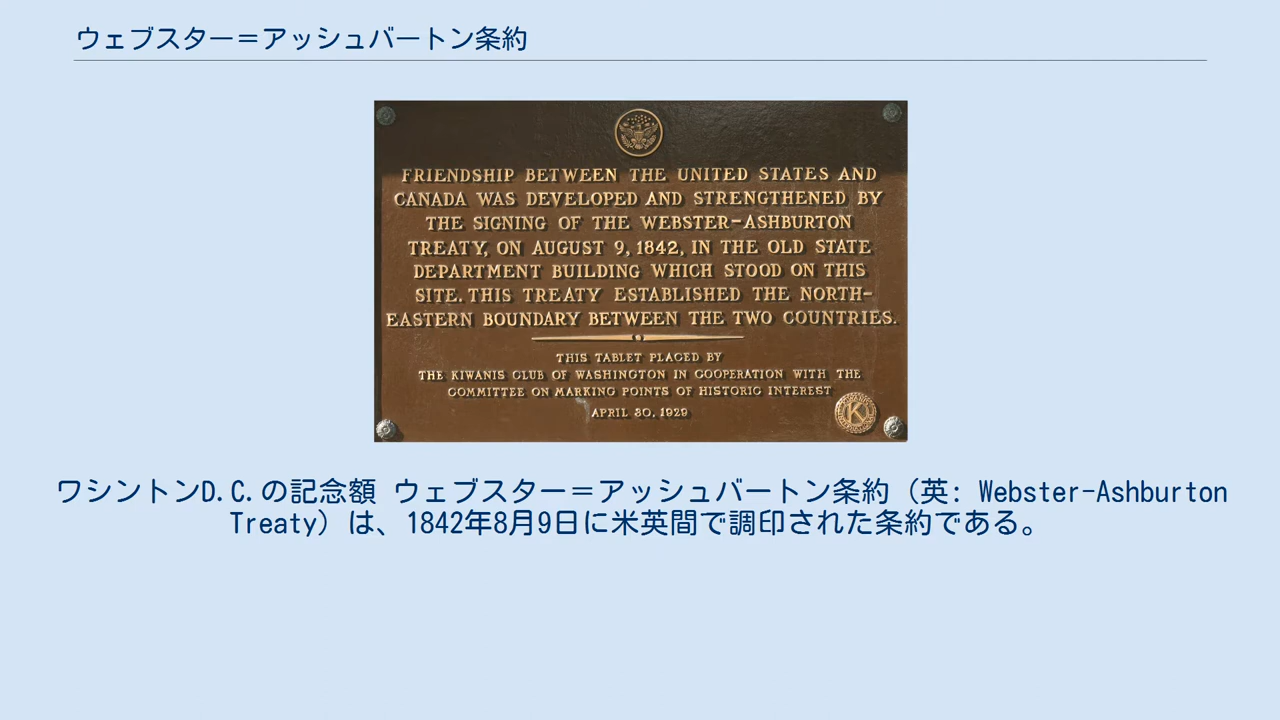 ウェブスター＝アッシュバートン条約
FRIENDSHIP BETWEEN THE UNITED STATES AND
CANADA WAS DEVELOPED AND STRENGTHENED BY
THE SIGNING OF THE WEBSTER-ASHBURTON
TREATY, ON AUGUST 9, 1842, IN THE OLD STATE
DEPARTMENT BUILDING WHICH STOOD ON THIS
SITE. THIS TREATY ESTABLISHED THE NORTH-
EASTERN BOUNDARY BETWEEN THE TWO COUNTRIES.
THIS TABLET PLACED BY
THE KIWANIS CLUB OF WASHINGTON IN COOPERATION WITH THE
COMMITTEE ON MARKING POINTS OF HISTORIC INTEREST
APRIL 30, 1929
K
ワシントンD.C.の記念額 ウェブスター＝アッシュバートン条約（英: Webster-Ashburton
Treaty）は、1842年8月9日に米英間で調印された条約である。